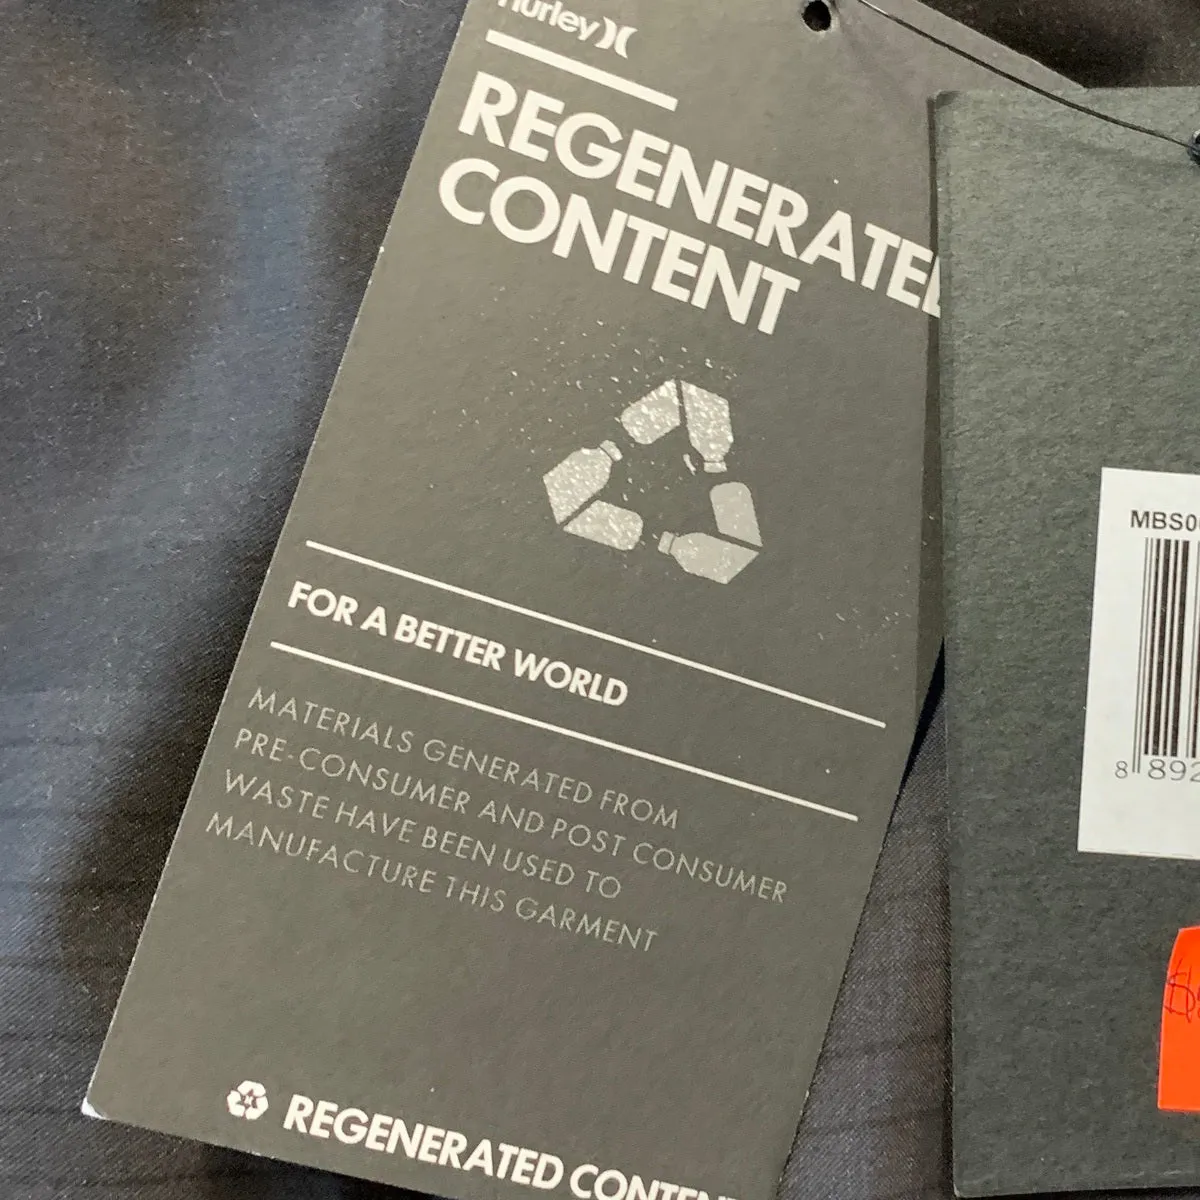 Hurley
REGENERATED
CONTENT
FOR A BETTER WORLD
MATERIALS GENERATED FROM
PRE-CONSUMER AND POST CONSUMER
WASTE HAVE BEEN USED TO
MANUFACTURE THIS GARMENT
REGENERATED CONTENT
MBS0
8 892